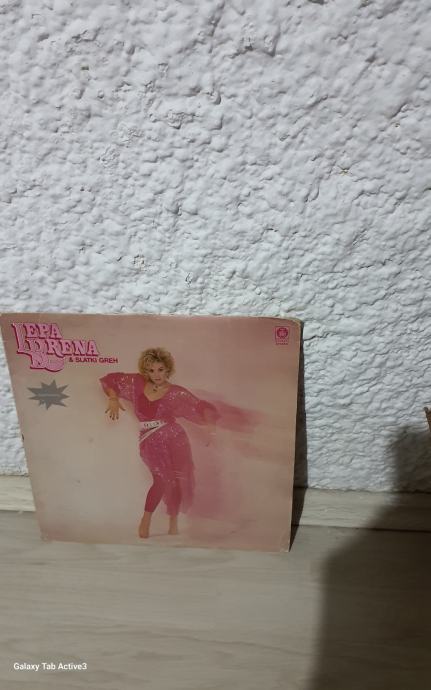 LEPA
BRENA
& SLATKI GREH
Galaxy Tab Active3